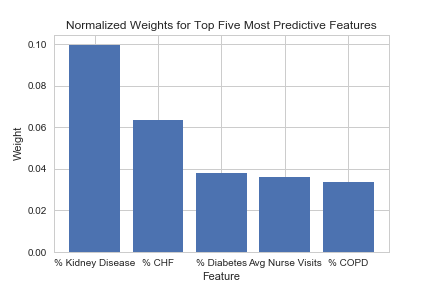 Normalized Weights for Top Five Most Predictive Features
0.10
0.08
0.06
0.04
0.02
0.00
Weight
% Kidney Disease
% CHF
% Diabetes
Avg Nurse Visits
% COPD
Feature